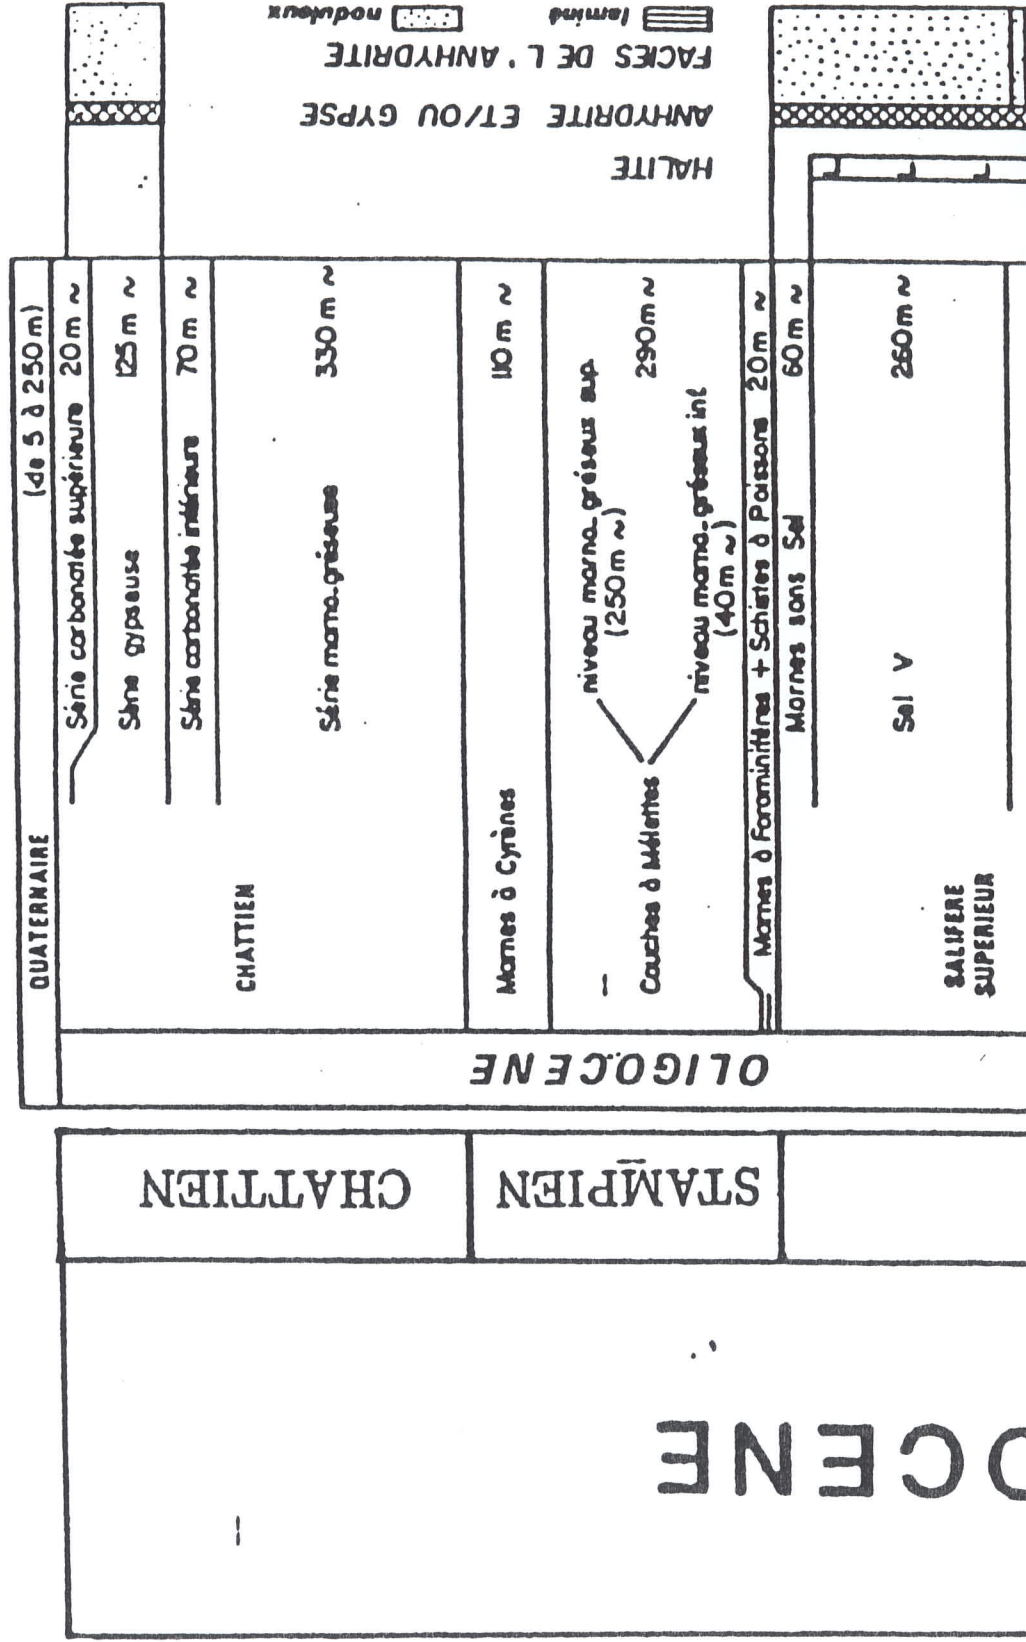 QUATERNAIRE (de 5 à 250 m)
Série carbonatée supérieure 20 m ~
Série gypseuse 125 m ~
Série carbonatée inférieure 70 m ~
CHATTIEN
Série marno.gréseuse 330 m ~
Marnes à Cyrènes 110 m ~
niveau marno.gréseux sup.
(250 m ~)
Couches à Mélettes 290 m ~
niveau marno.gréseux inf
(40 m ~)
Marnes à Foraminifères + Schistes à Poissons 20 m ~
Marnes sans Sel 60 m ~
Sel V 260 m ~
SALIFERE
SUPERIEUR
OLIGOCENE
CHATTIEN
STAMPIEN
OCENE
HALITE
ANHYDRITE ET/OU GYPSE
FACIES DE L'ANHYDRITE
laminé noduleux